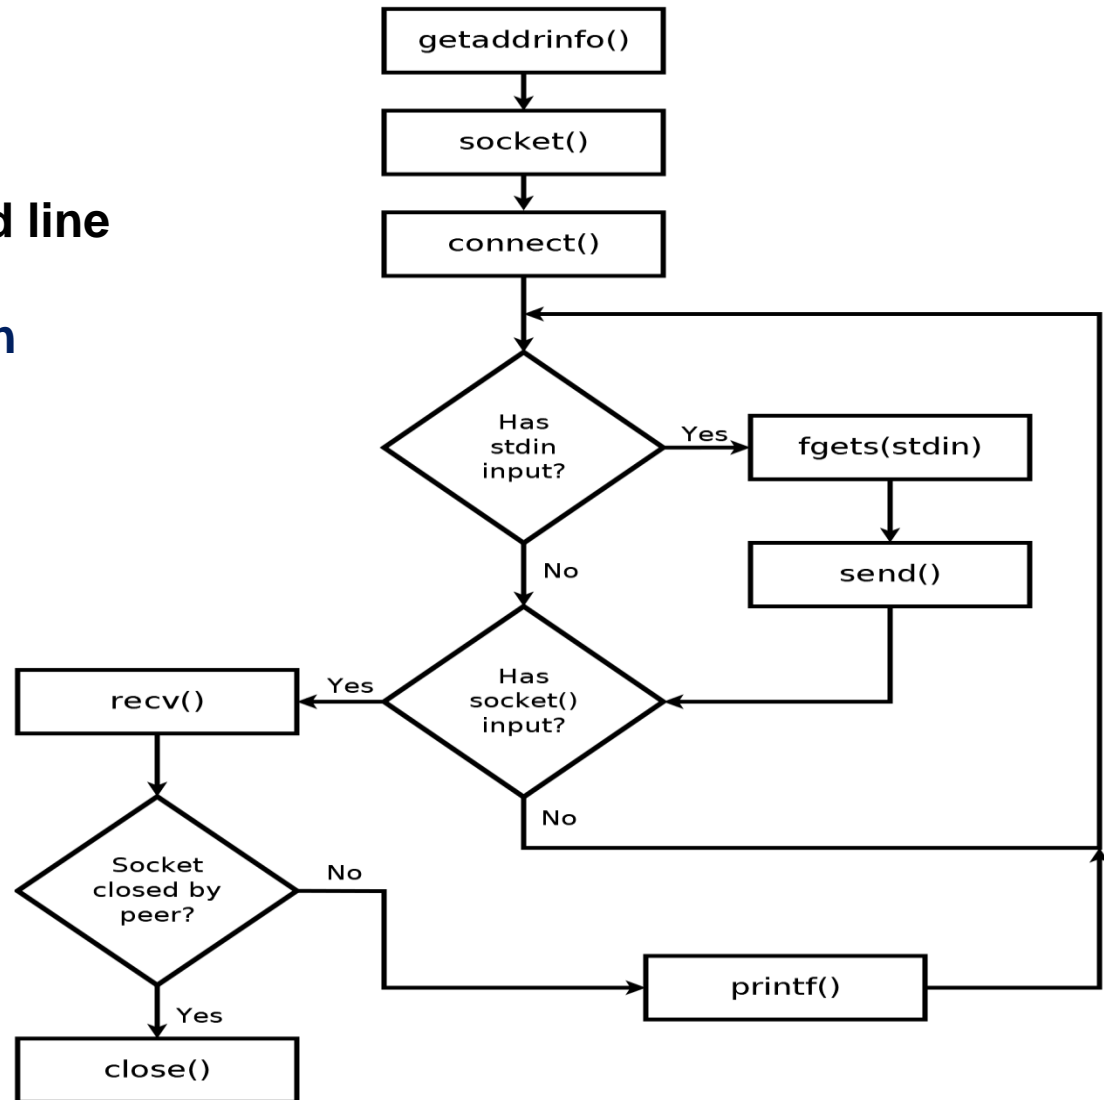 getaddrinfo()
socket()
line
connect()
Has
stdin
input?
Yes
fgets(stdin)
send()
No
Has
socket()
input?
Yes
recv()
No
Socket
closed by
peer?
No
printf()
Yes
close()